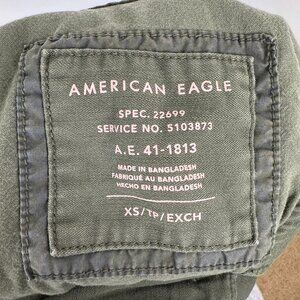 AMERICAN EAGLE
SPEC. 22699
SERVICE NO. 5103873
A.E. 41-1813
MADE IN BANGLADESH
FABRIQUÉ AU BANGLADESH
HECHO EN BANGLADESH
XS/TP/EXCH